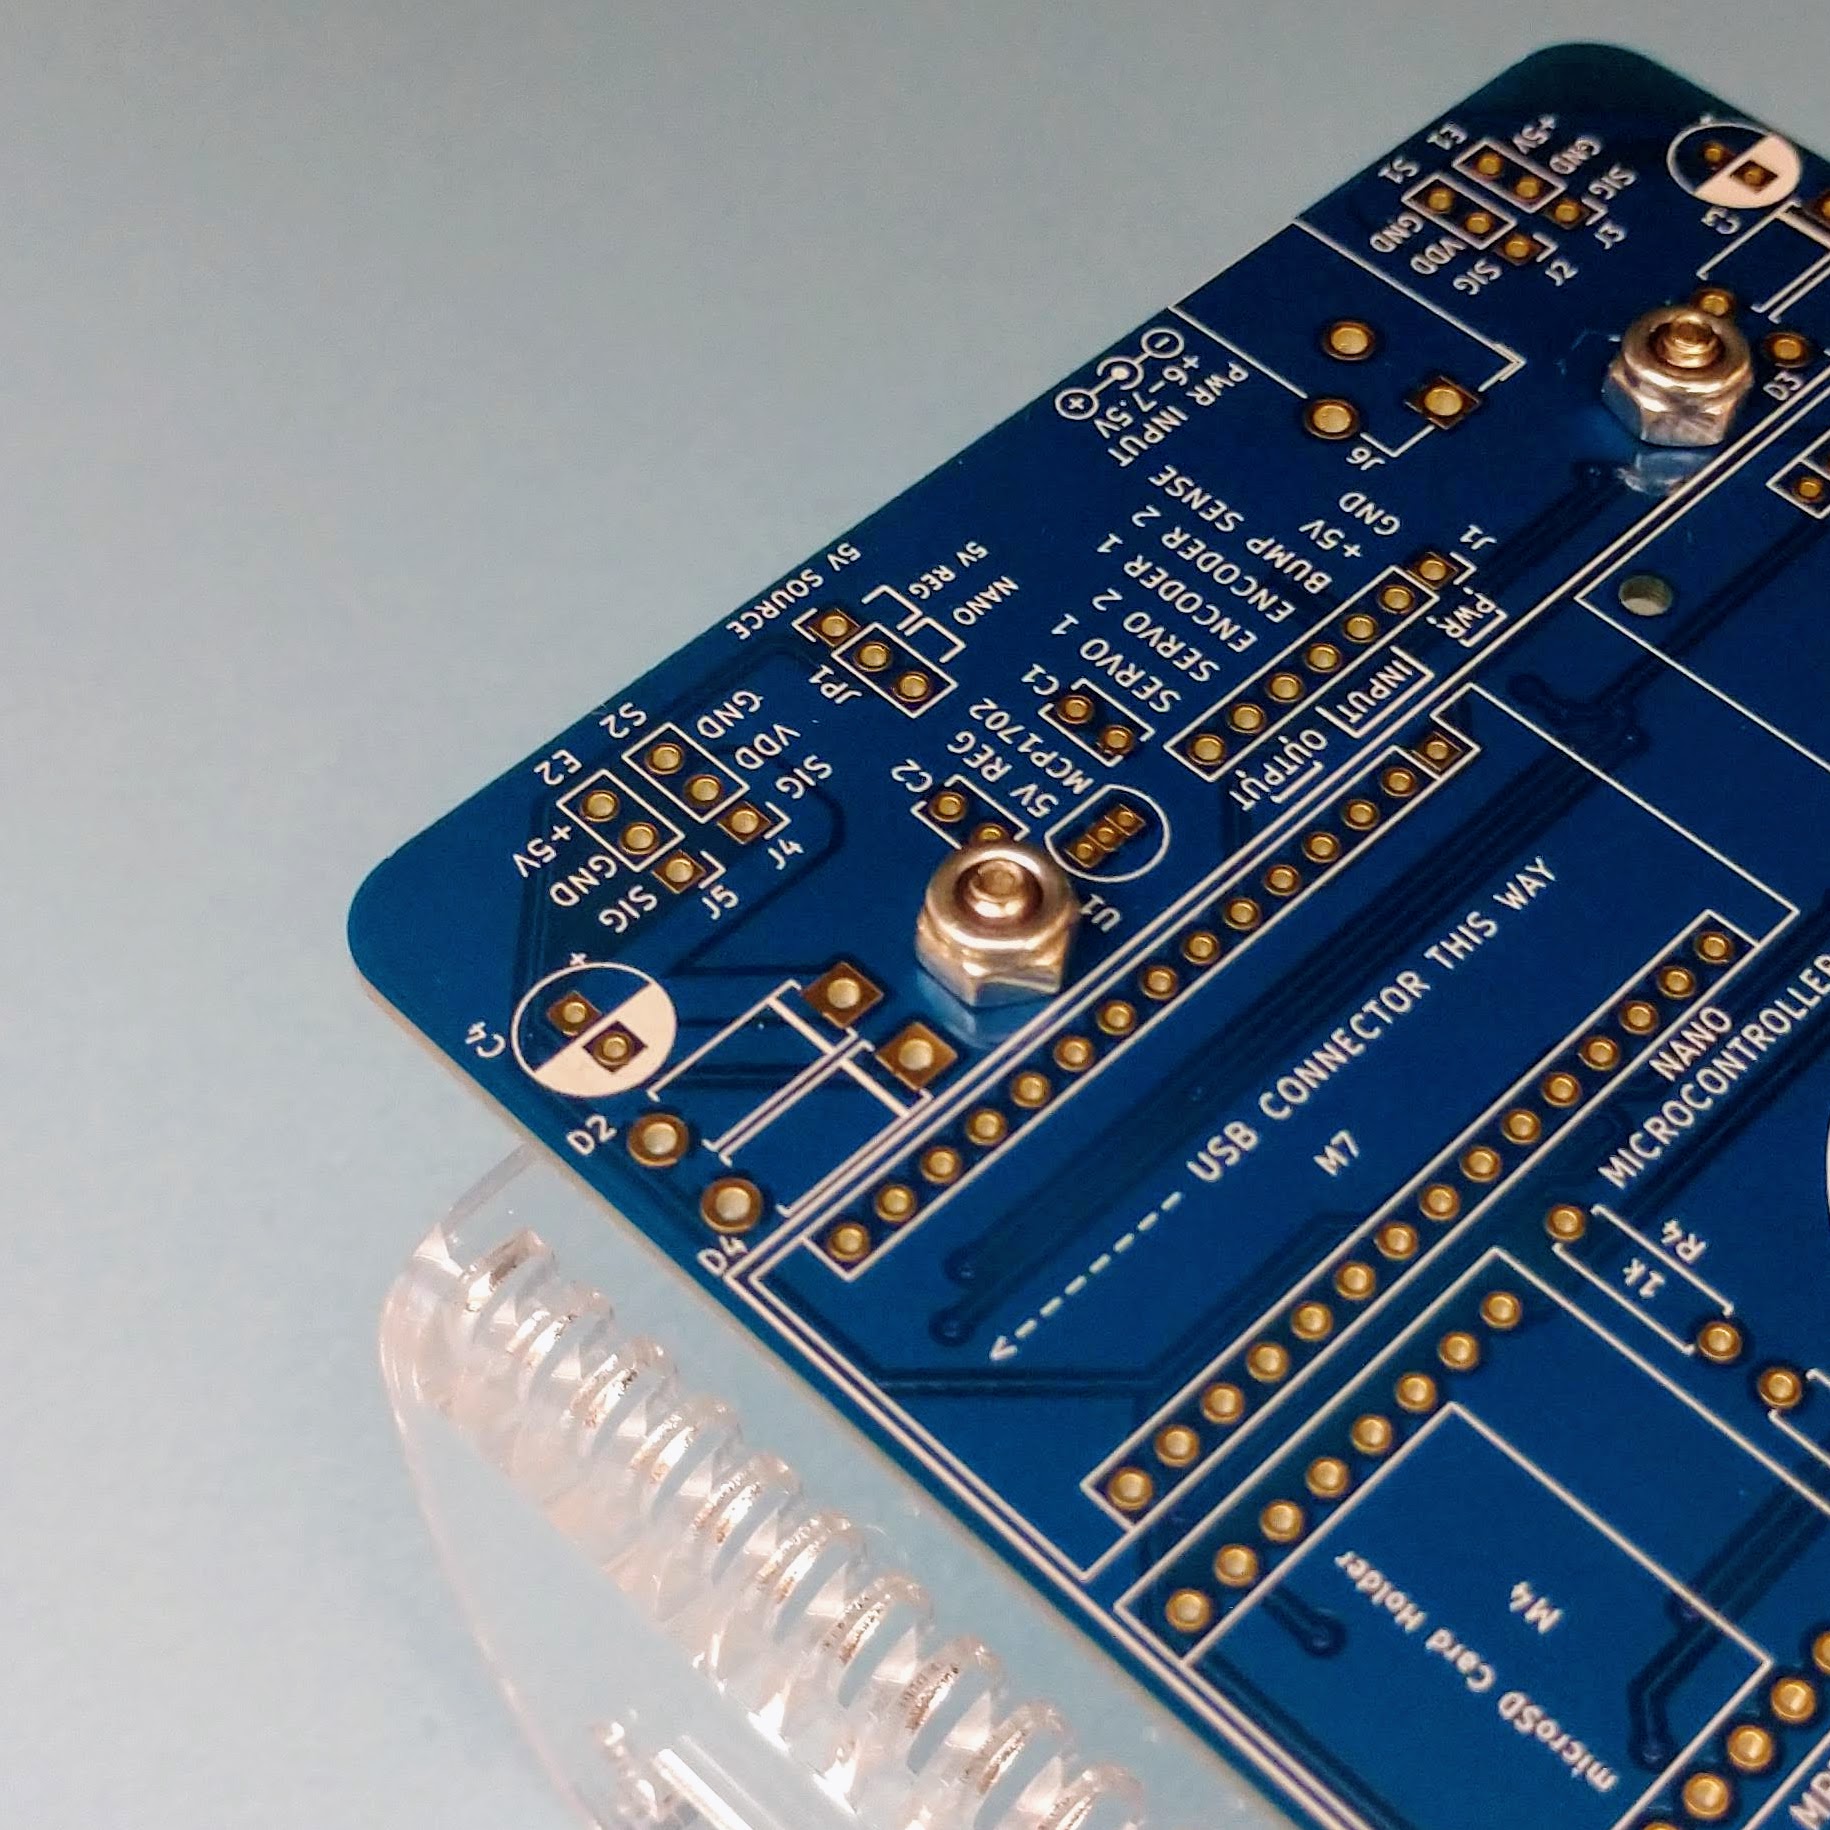 E1
+5V
GND
SIG
J3
S1
GND
VDD
SIG
J2
C3
D3
PWR INPUT
+6-7.5V
J6
GND
+5V
BUMP SENSE
ENCODER 2
ENCODER 1
SERVO 2
SERVO 1
J1
PWR.
INPUT
OUTPUT
5V SOURCE
5V REG
NANO
JP1
C1
C2
5V REG
MCP1702
U1
S2
GND
VDD
SIG
J4
E2
+5V
GND
SIG
J5
+
C4
D2
D4
<--------- USB CONNECTOR THIS WAY
M7
NANO
MICROCONTROLLER
R4
1k
M4
microSD Card Holder